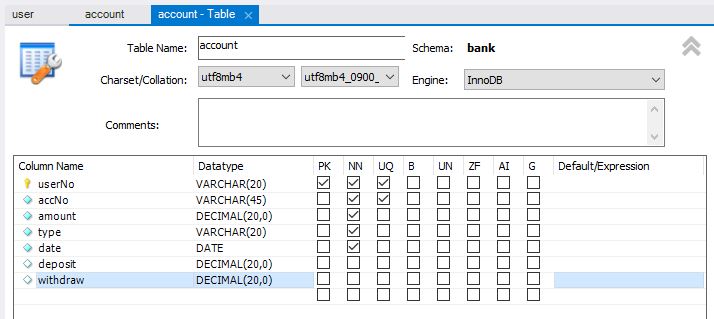 user account account - Table ×
Table Name: account Schema: bank
Charset/Collation: utf8mb4 utf8mb4_0900_ Engine: InnoDB
Comments:
Column Name Datatype PK NN UQ B UN ZF AI G Default/Expression
userNo VARCHAR(20)
accNo VARCHAR(45)
amount DECIMAL(20,0)
type VARCHAR(20)
date DATE
deposit DECIMAL(20,0)
withdraw DECIMAL(20,0)